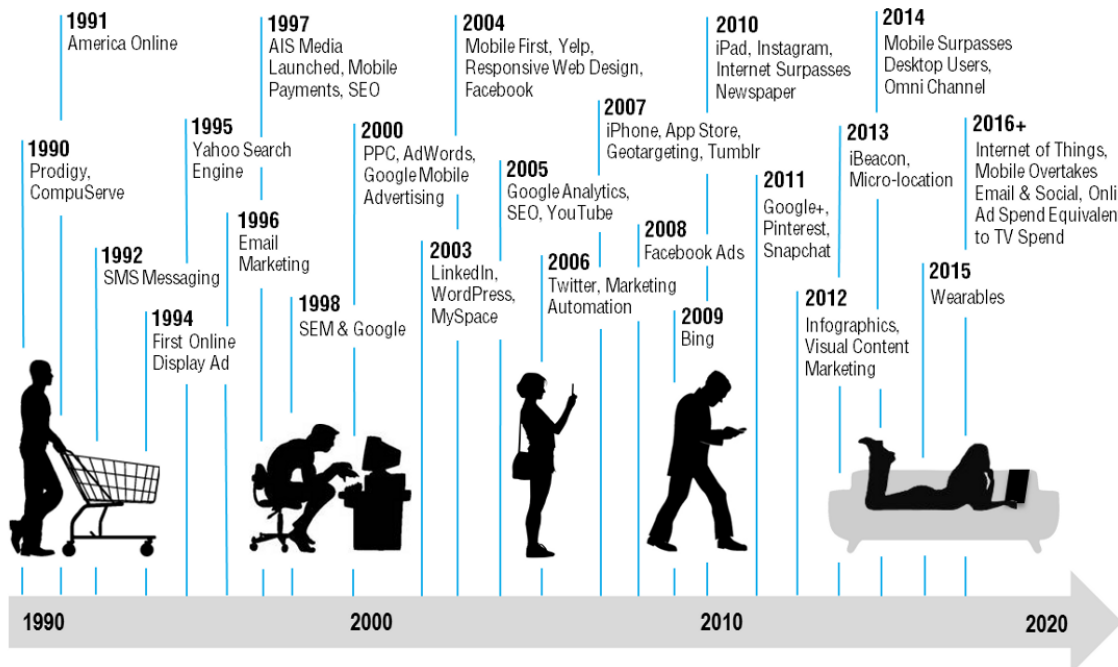 1990
Prodigy,
CompuServe
1991
America Online
1992
SMS Messaging
1994
First Online
Display Ad
1995
Yahoo Search
Engine
1996
Email
Marketing
1997
AIS Media
Launched, Mobile
Payments, SEO
1998
SEM & Google
2000
PPC, AdWords,
Google Mobile
Advertising
2003
LinkedIn,
WordPress,
MySpace
2004
Mobile First, Yelp,
Responsive Web Design,
Facebook
2005
Google Analytics,
SEO, YouTube
2006
Twitter, Marketing
Automation
2007
iPhone, App Store,
Geotargeting, Tumblr
2008
Facebook Ads
2009
Bing
2010
iPad, Instagram,
Internet Surpasses
Newspaper
2011
Google+,
Pinterest,
Snapchat
2012
Infographics,
Visual Content
Marketing
2013
iBeacon,
Micro-location
2014
Mobile Surpasses
Desktop Users,
Omni Channel
2015
Wearables
2016+
Internet of Things,
Mobile Overtakes
Email & Social, Onli
Ad Spend Equivalen
to TV Spend
1990
2000
2010
2020